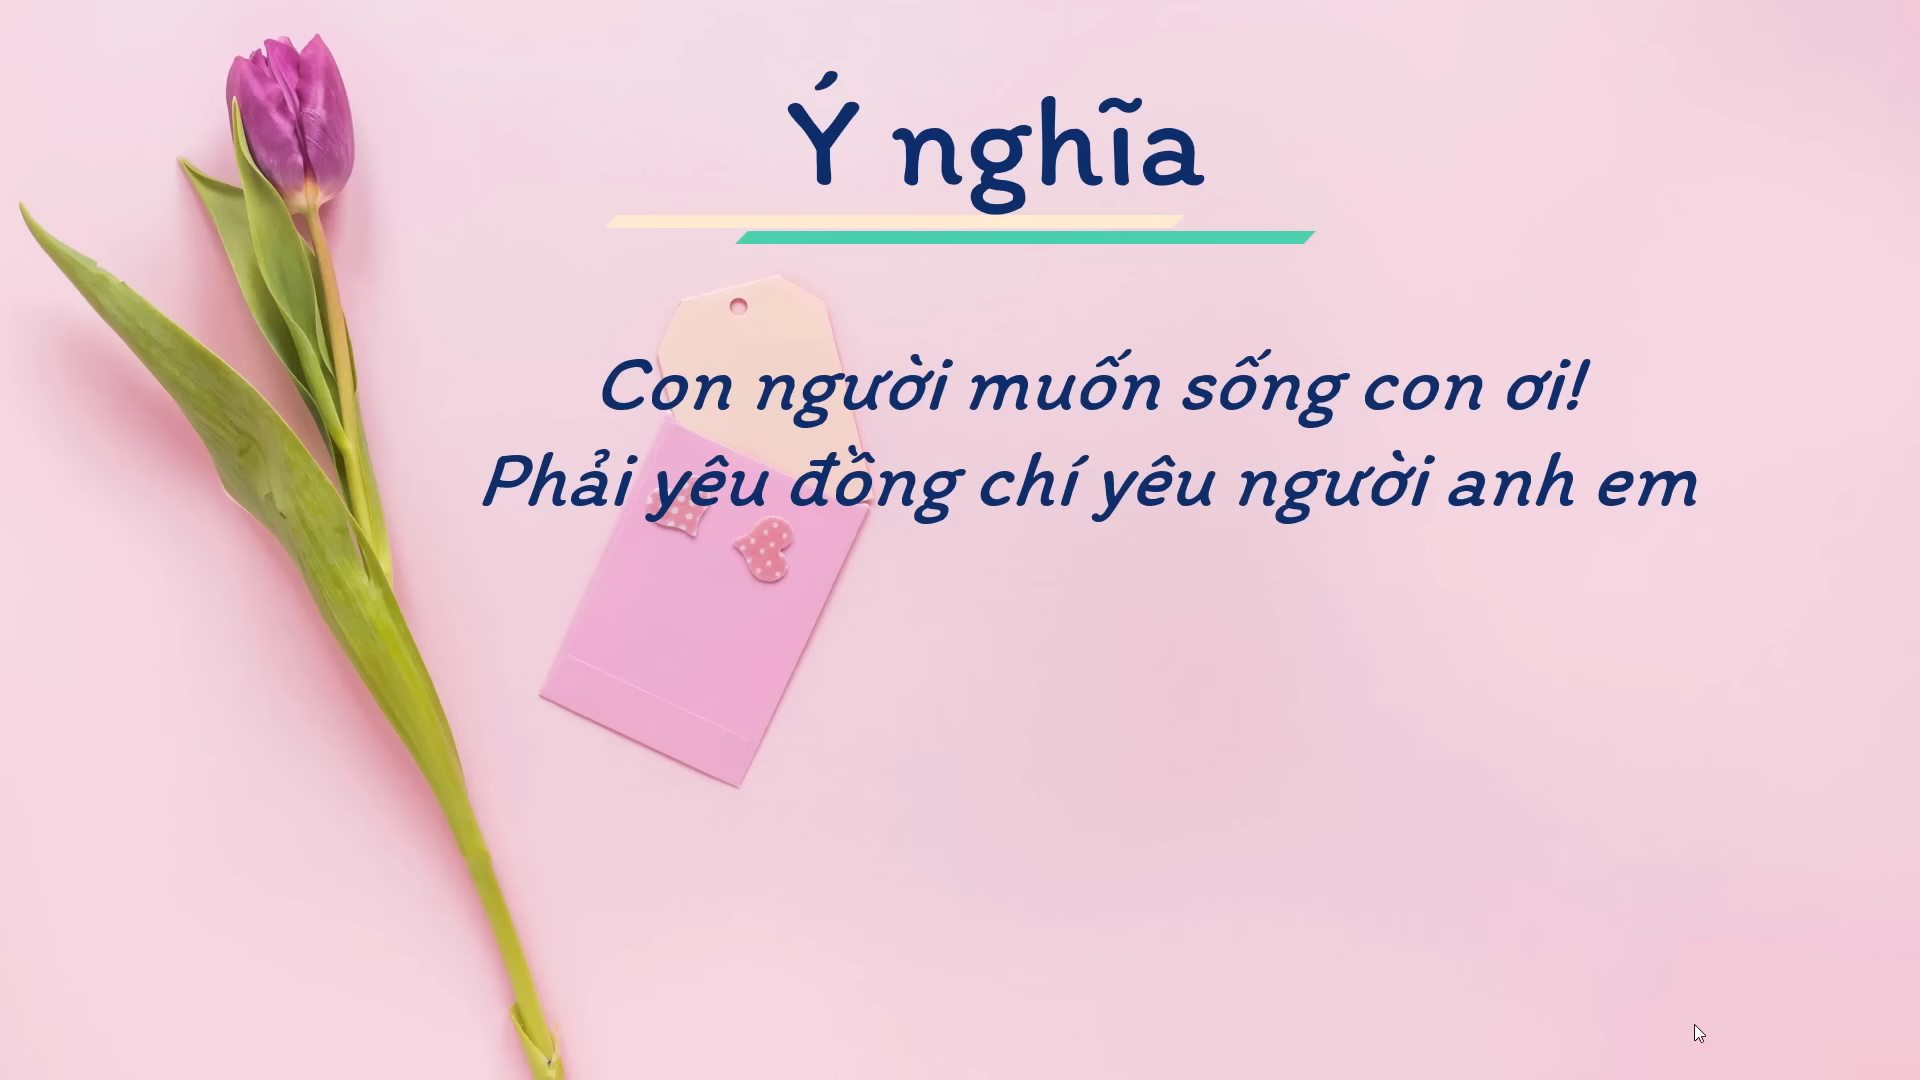 Ý nghĩa
Con người muốn sống con ơi!
Phải yêu đồng chí yêu người anh em